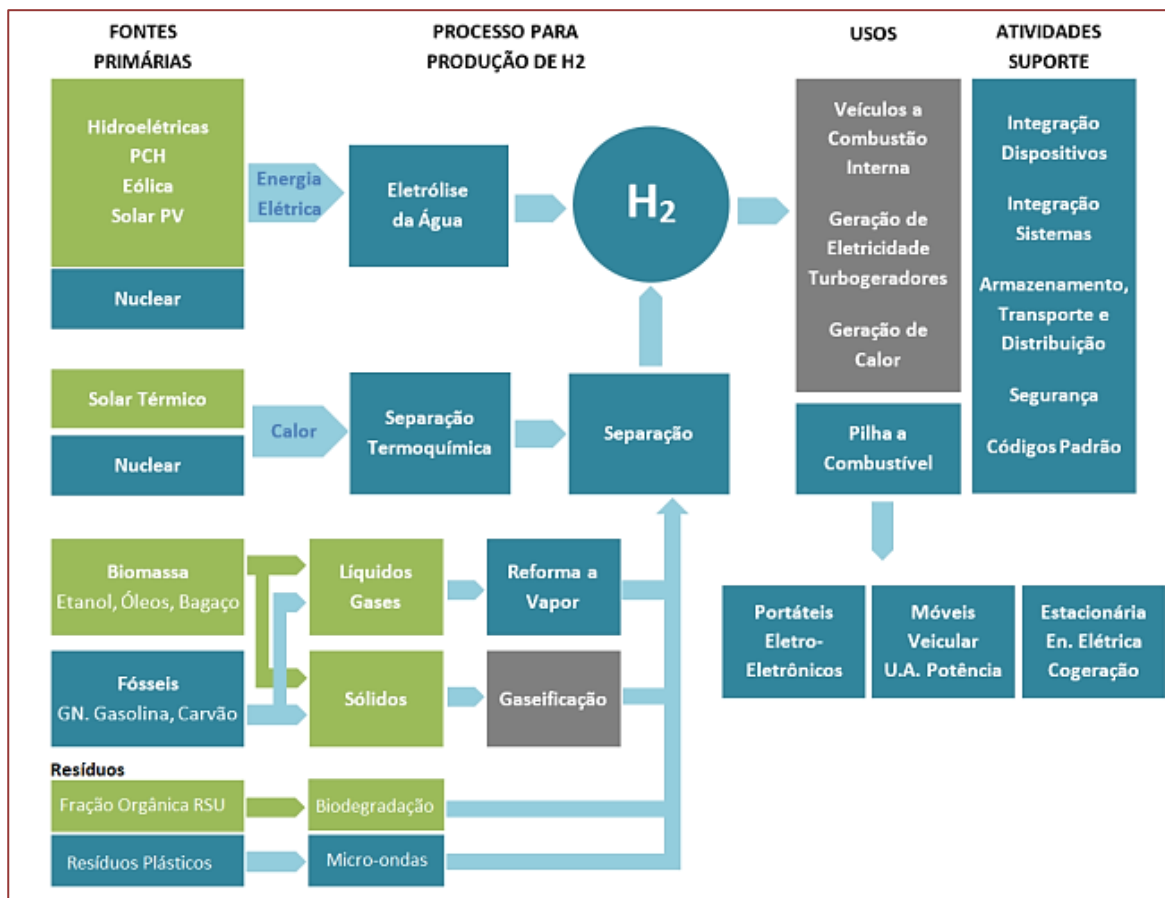 FONTES
PRIMÁRIAS
PROCESSO PARA
PRODUÇÃO DE H2
USOS
ATIVIDADES
SUPORTE
Hidroelétricas
PCH
Eólica
Solar PV
Nuclear
Energia
Elétrica
Eletrólise
da Água
H₂
Veículos a
Combustão
Interna
Geração de
Eletricidade
Turbogeradores
Geração de
Calor
Pilha a
Combustível
Integração
Dispositivos
Integração
Sistemas
Armazenamento,
Transporte e
Distribuição
Segurança
Códigos Padrão
Solar Térmico
Nuclear
Calor
Separação
Termoquímica
Separação
Biomassa
Etanol, Óleos, Bagaço
Líquidos
Gases
Reforma a
Vapor
Fósseis
GN. Gasolina, Carvão
Sólidos
Gaseificação
Portáteis
Eletro-
Eletrônicos
Móveis
Veicular
U.A. Potência
Estacionária
En. Elétrica
Cogeração
Resíduos
Fração Orgânica RSU
Biodegradação
Resíduos Plásticos
Micro-ondas